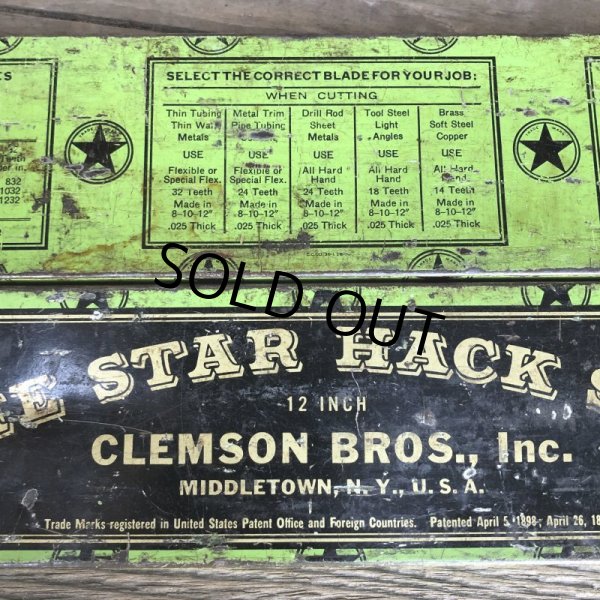 ES
SELECT THE CORRECT BLADE FOR YOUR JOB:
WHEN CUTTING
Thin Tubing Metal Trim Drill Rod Tool Steel Brass
Thin Wall Pipe Tubing Sheet Light Soft Steel
Metals Metals Angles Copper
USE USE USE USE USE
Flexible or Flexible or All Hard All Hard All Hard
Special Flex. Special Flex. Hand Hand Hand
32 Teeth 24 Teeth 24 Teeth 18 Teeth 14 Teeth
Made in Made in Made in Made in Made in
8-10-12" 8-10-12" 8-10-12" 8-10-12" 8-10-12"
.025 Thick .025 Thick .025 Thick .025 Thick .025 Thick
832
1032
1232
SOLD OUT
EE STAR HACK S
12 INCH
CLEMSON BROS., Inc.
MIDDLETOWN, N. Y., U. S. A.
Trade Marks registered in United States Patent Office and Foreign Countries. Patented April 5, 1898, April 26, 18